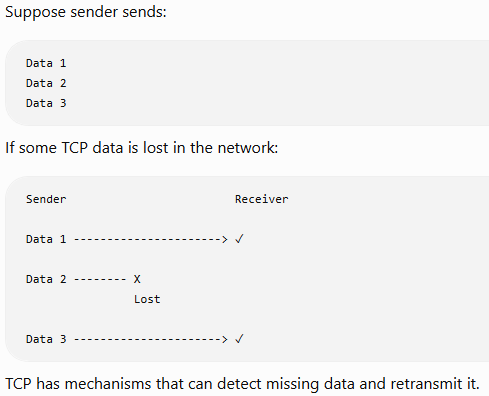 Suppose sender sends:
Data 1
Data 2
Data 3
If some TCP data is lost in the network:
Sender                         Receiver
Data 1 ----------------------> ✓
Data 2 -------- X
Lost
Data 3 ----------------------> ✓
TCP has mechanisms that can detect missing data and retransmit it.